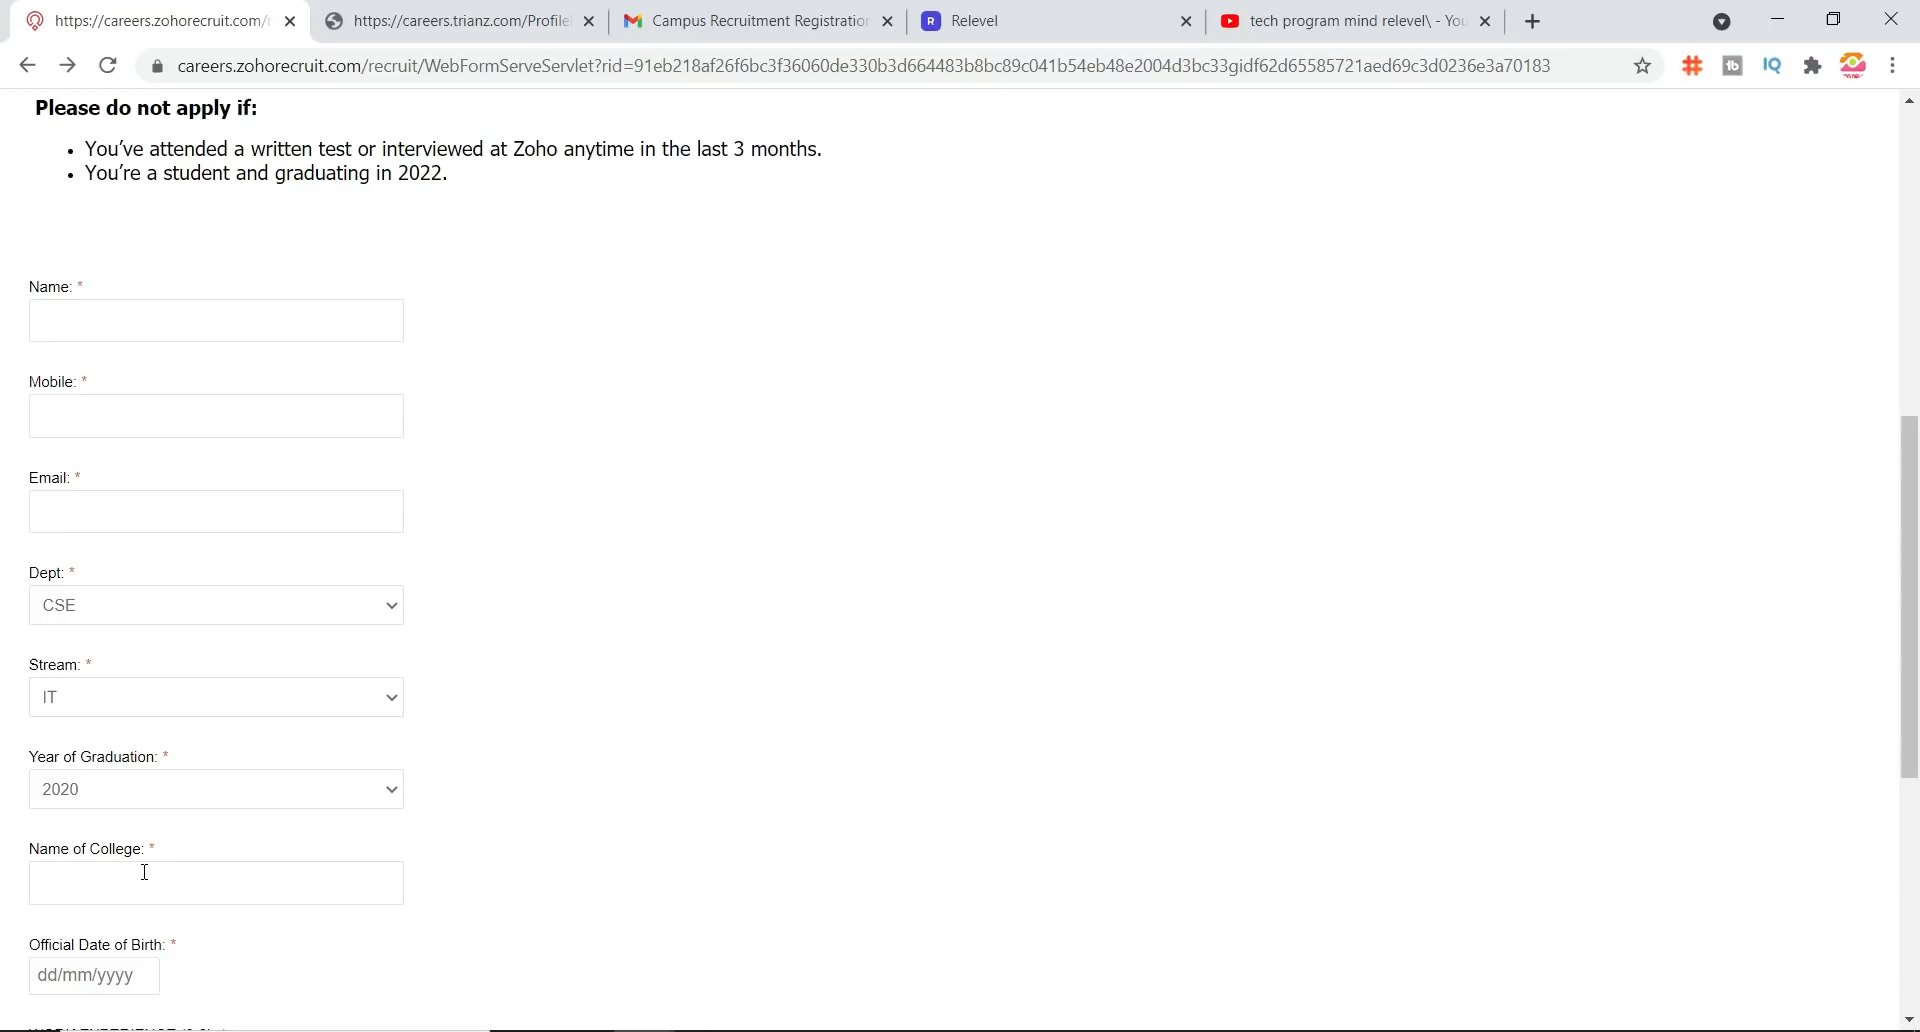 https://careers.zohorecruit.com/
https://careers.trianz.com/Profile
Campus Recruitment Registration
Relevel
tech program mind relevel\ - You
careers.zohorecruit.com/recruit/WebFormServeServlet?rid=91eb218af26f6bc3f36060de330b3d664483b8bc89c041b54eb48e2004d3bc33gidf62d65585721aed69c3d0236e3a70183
Please do not apply if:
• You’ve attended a written test or interviewed at Zoho anytime in the last 3 months.
• You’re a student and graduating in 2022.
Name: *
Mobile: *
Email: *
Dept: *
CSE
Stream: *
IT
Year of Graduation: *
2020
Name of College: *
Official Date of Birth: *
dd/mm/yyyy